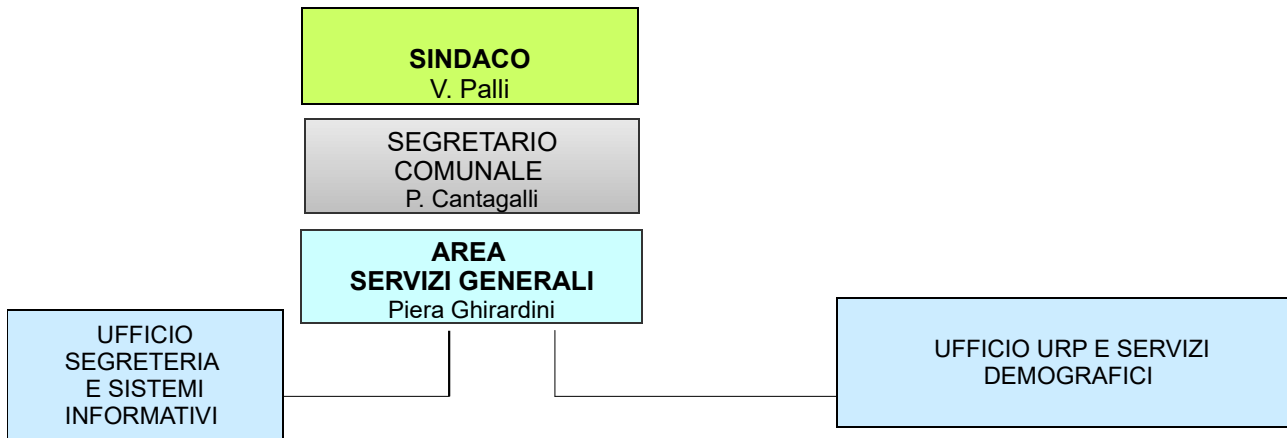 SINDACO
V. Palli
SEGRETARIO
COMUNALE
P. Cantagalli
AREA
SERVIZI GENERALI
Piera Ghirardini
UFFICIO
SEGRETERIA
E SISTEMI
INFORMATIVI
UFFICIO URP E SERVIZI
DEMOGRAFICI